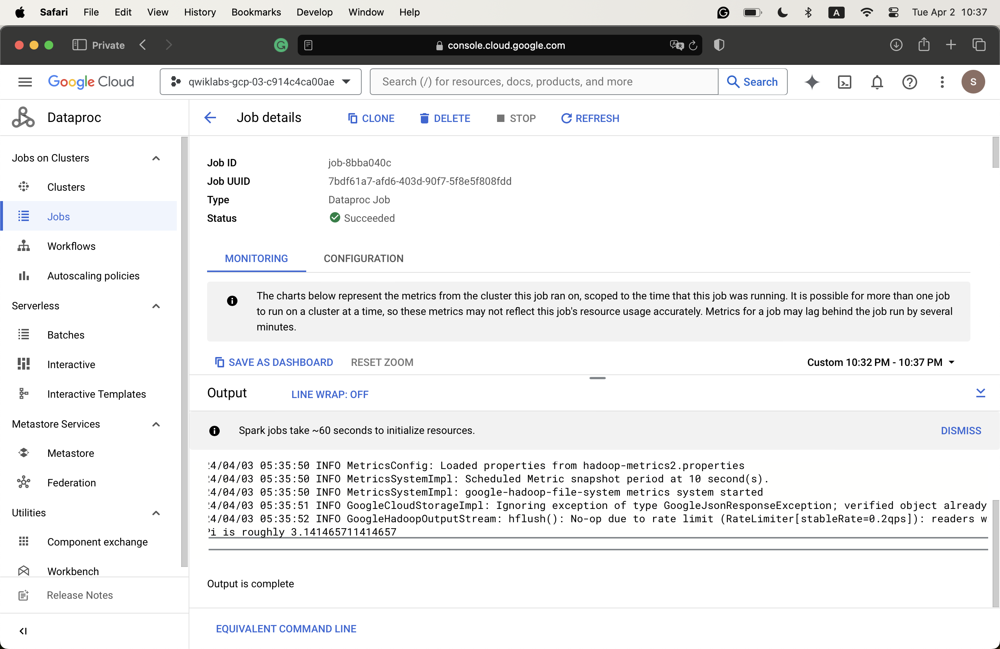 Safari File Edit View History Bookmarks Develop Window Help A Tue Apr 2 10:37
Private console.cloud.google.com
Google Cloud qwiklabs-gcp-03-c914c4ca00ae Search (/) for resources, docs, products, and more Search S
Dataproc
Jobs on Clusters
Clusters
Jobs
Workflows
Autoscaling policies
Serverless
Batches
Interactive
Interactive Templates
Metastore Services
Metastore
Federation
Utilities
Component exchange
Workbench
Release Notes
Job details CLONE DELETE STOP REFRESH
Job ID job-8bba040c
Job UUID 7bdf61a7-afd6-403d-90f7-5f8e5f808fdd
Type Dataproc Job
Status Succeeded
MONITORING CONFIGURATION
The charts below represent the metrics from the cluster this job ran on, scoped to the time that this job was running. It is possible for more than one job
to run on a cluster at a time, so these metrics may not reflect this job's resource usage accurately. Metrics for a job may lag behind the job run by several
minutes.
SAVE AS DASHBOARD RESET ZOOM Custom 10:32 PM - 10:37 PM
Output LINE WRAP: OFF
Spark jobs take ~60 seconds to initialize resources. DISMISS
4/04/03 05:35:50 INFO MetricsConfig: Loaded properties from hadoop-metrics2.properties
4/04/03 05:35:50 INFO MetricsSystemImpl: Scheduled Metric snapshot period at 10 second(s).
4/04/03 05:35:50 INFO MetricsSystemImpl: google-hadoop-file-system metrics system started
4/04/03 05:35:51 INFO GoogleCloudStorageImpl: Ignoring exception of type GoogleJsonResponseException; verified object already
4/04/03 05:35:52 INFO GoogleHadoopOutputStream: hflush(): No-op due to rate limit (RateLimiter[stableRate=0.2qps]): readers w
Pi is roughly 3.141465711414657
Output is complete
EQUIVALENT COMMAND LINE